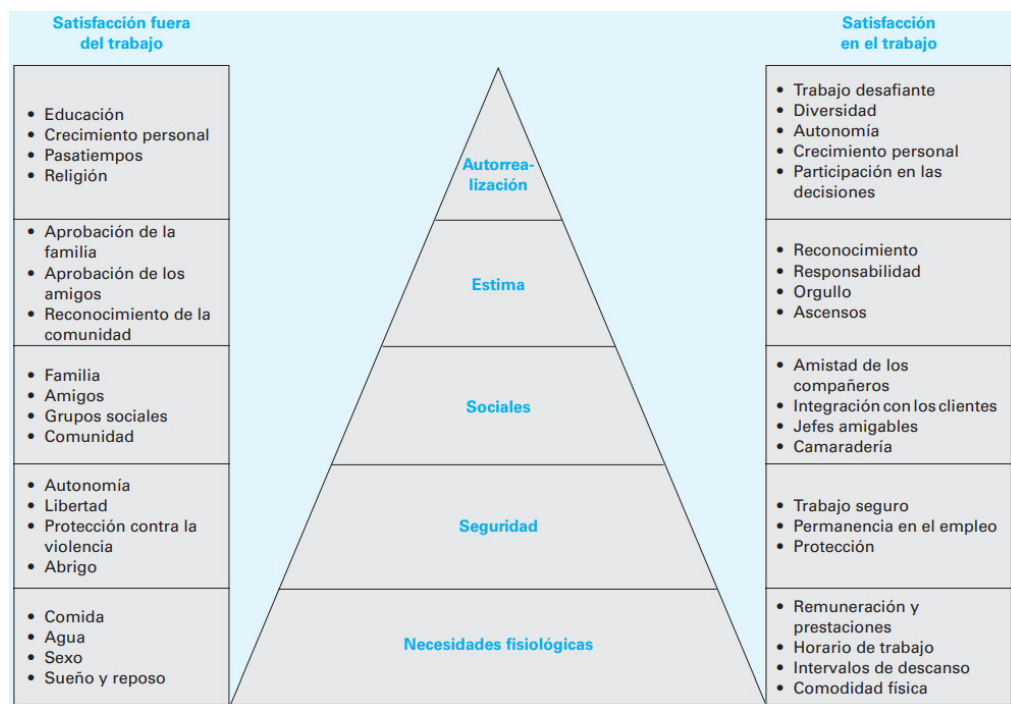 Satisfacción fuera
del trabajo
Satisfacción
en el trabajo
• Educación
• Crecimiento personal
• Pasatiempos
• Religión
Autorrea-
lización
• Trabajo desafiante
• Diversidad
• Autonomía
• Crecimiento personal
• Participación en las
decisiones
• Aprobación de la
familia
• Aprobación de los
amigos
• Reconocimiento de la
comunidad
Estima
• Reconocimiento
• Responsabilidad
• Orgullo
• Ascensos
• Familia
• Amigos
• Grupos sociales
• Comunidad
Sociales
• Amistad de los
compañeros
• Integración con los clientes
• Jefes amigables
• Camaradería
• Autonomía
• Libertad
• Protección contra la
violencia
• Abrigo
Seguridad
• Trabajo seguro
• Permanencia en el empleo
• Protección
• Comida
• Agua
• Sexo
• Sueño y reposo
Necesidades fisiológicas
• Remuneración y
prestaciones
• Horario de trabajo
• Intervalos de descanso
• Comodidad física